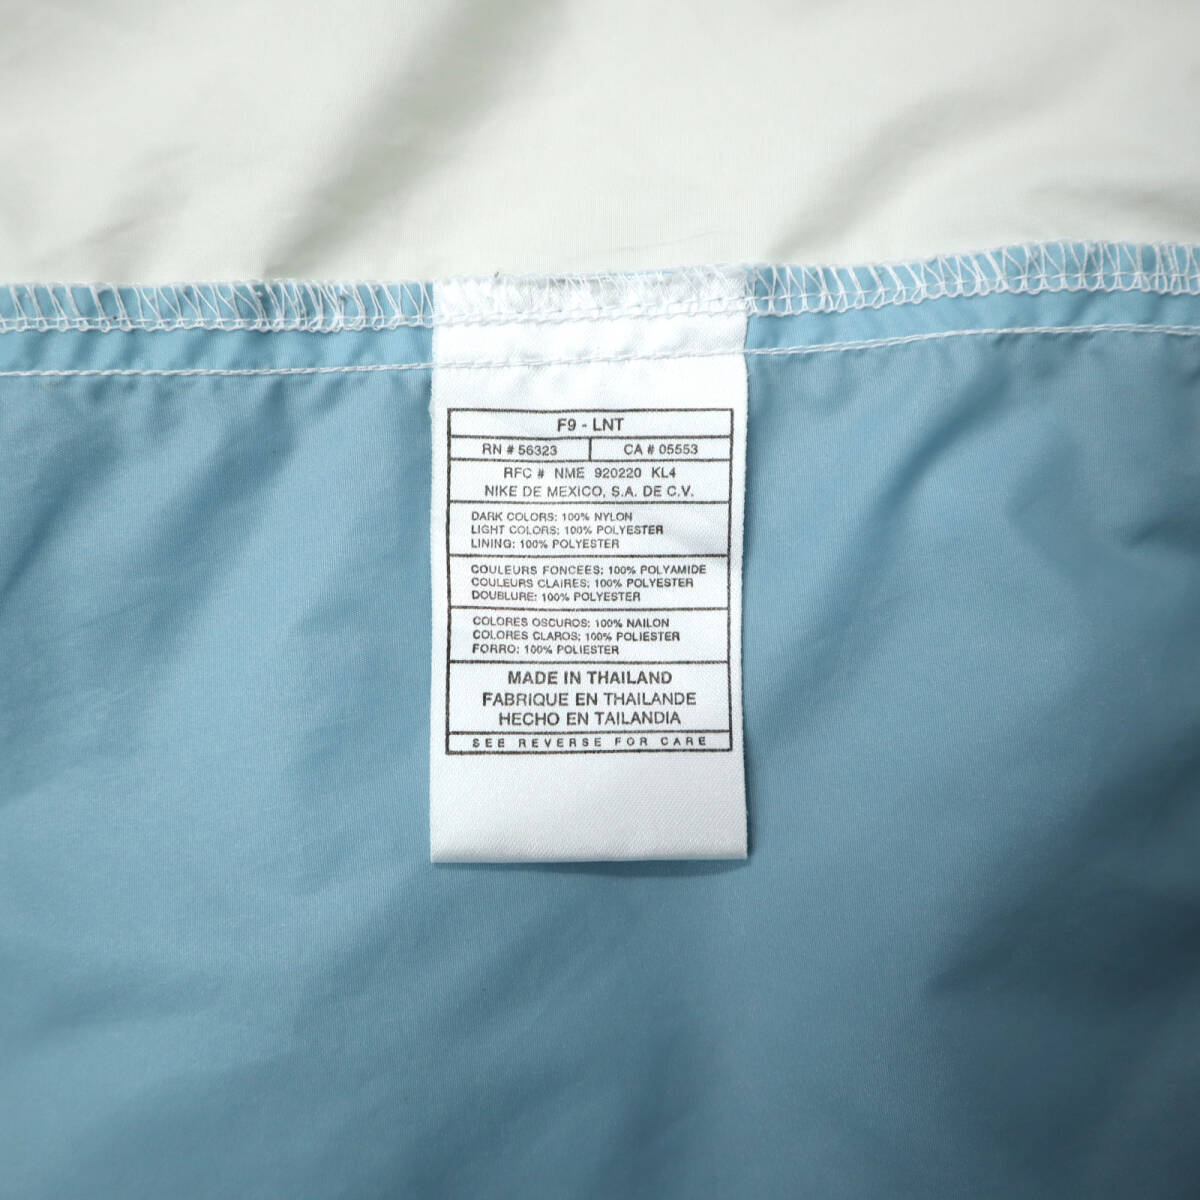 F9 - LNT
RN # 56323 CA # 05553
RFC # NME 920220 KL4
NIKE DE MEXICO, S.A. DE C.V.
DARK COLORS: 100% NYLON
LIGHT COLORS: 100% POLYESTER
LINING: 100% POLYESTER
COULEURS FONCEES: 100% POLYAMIDE
COULEURS CLAIRES: 100% POLYESTER
DOUBLURE: 100% POLYESTER
COLORES OSCUROS: 100% NAILON
COLORES CLAROS: 100% POLIESTER
FORRO: 100% POLIESTER
MADE IN THAILAND
FABRIQUE EN THAILANDE
HECHO EN TAILANDIA
SEE REVERSE FOR CARE